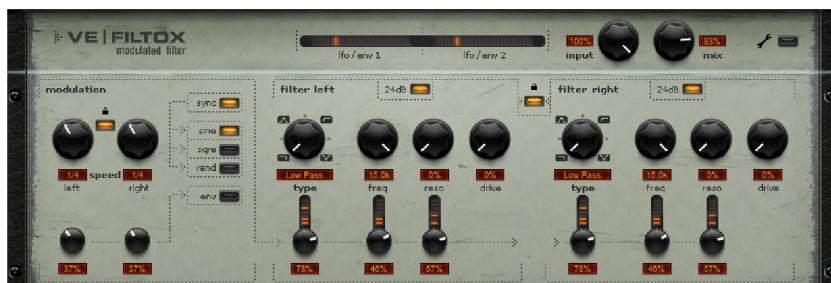 VE | FILTOX
modulated filter
lfo / env 1
lfo / env 2
100%
input
83%
mix
modulation
sync
sine
sqre
rand
env
1/4 speed 1/4
left right
37% 37%
filter left
24dB
Low Pass 15.0k 0% 0%
type freq reso drive
78% 46% 57%
filter right
24dB
Low Pass 15.0k 0% 0%
type freq reso drive
78% 46% 57%